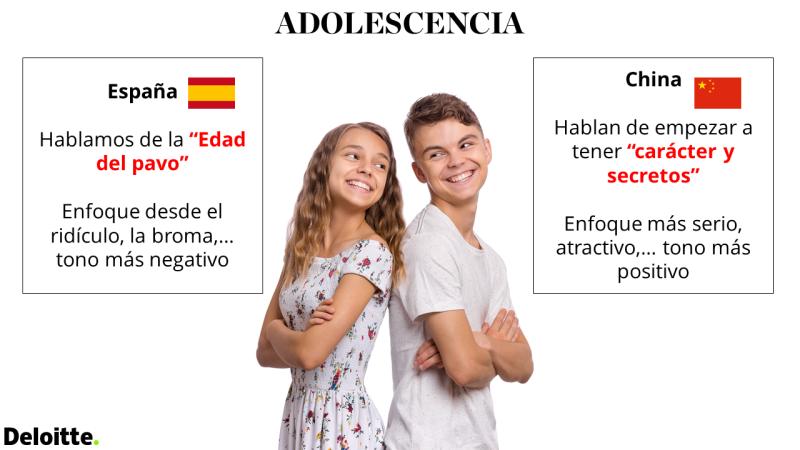 ADOLESCENCIA
España
Hablamos de la “Edad
del pavo”
Enfoque desde el
ridículo, la broma,...
tono más negativo
China
Hablan de empezar a
tener “carácter y
secretos”
Enfoque más serio,
atractivo,... tono más
positivo
Deloitte.